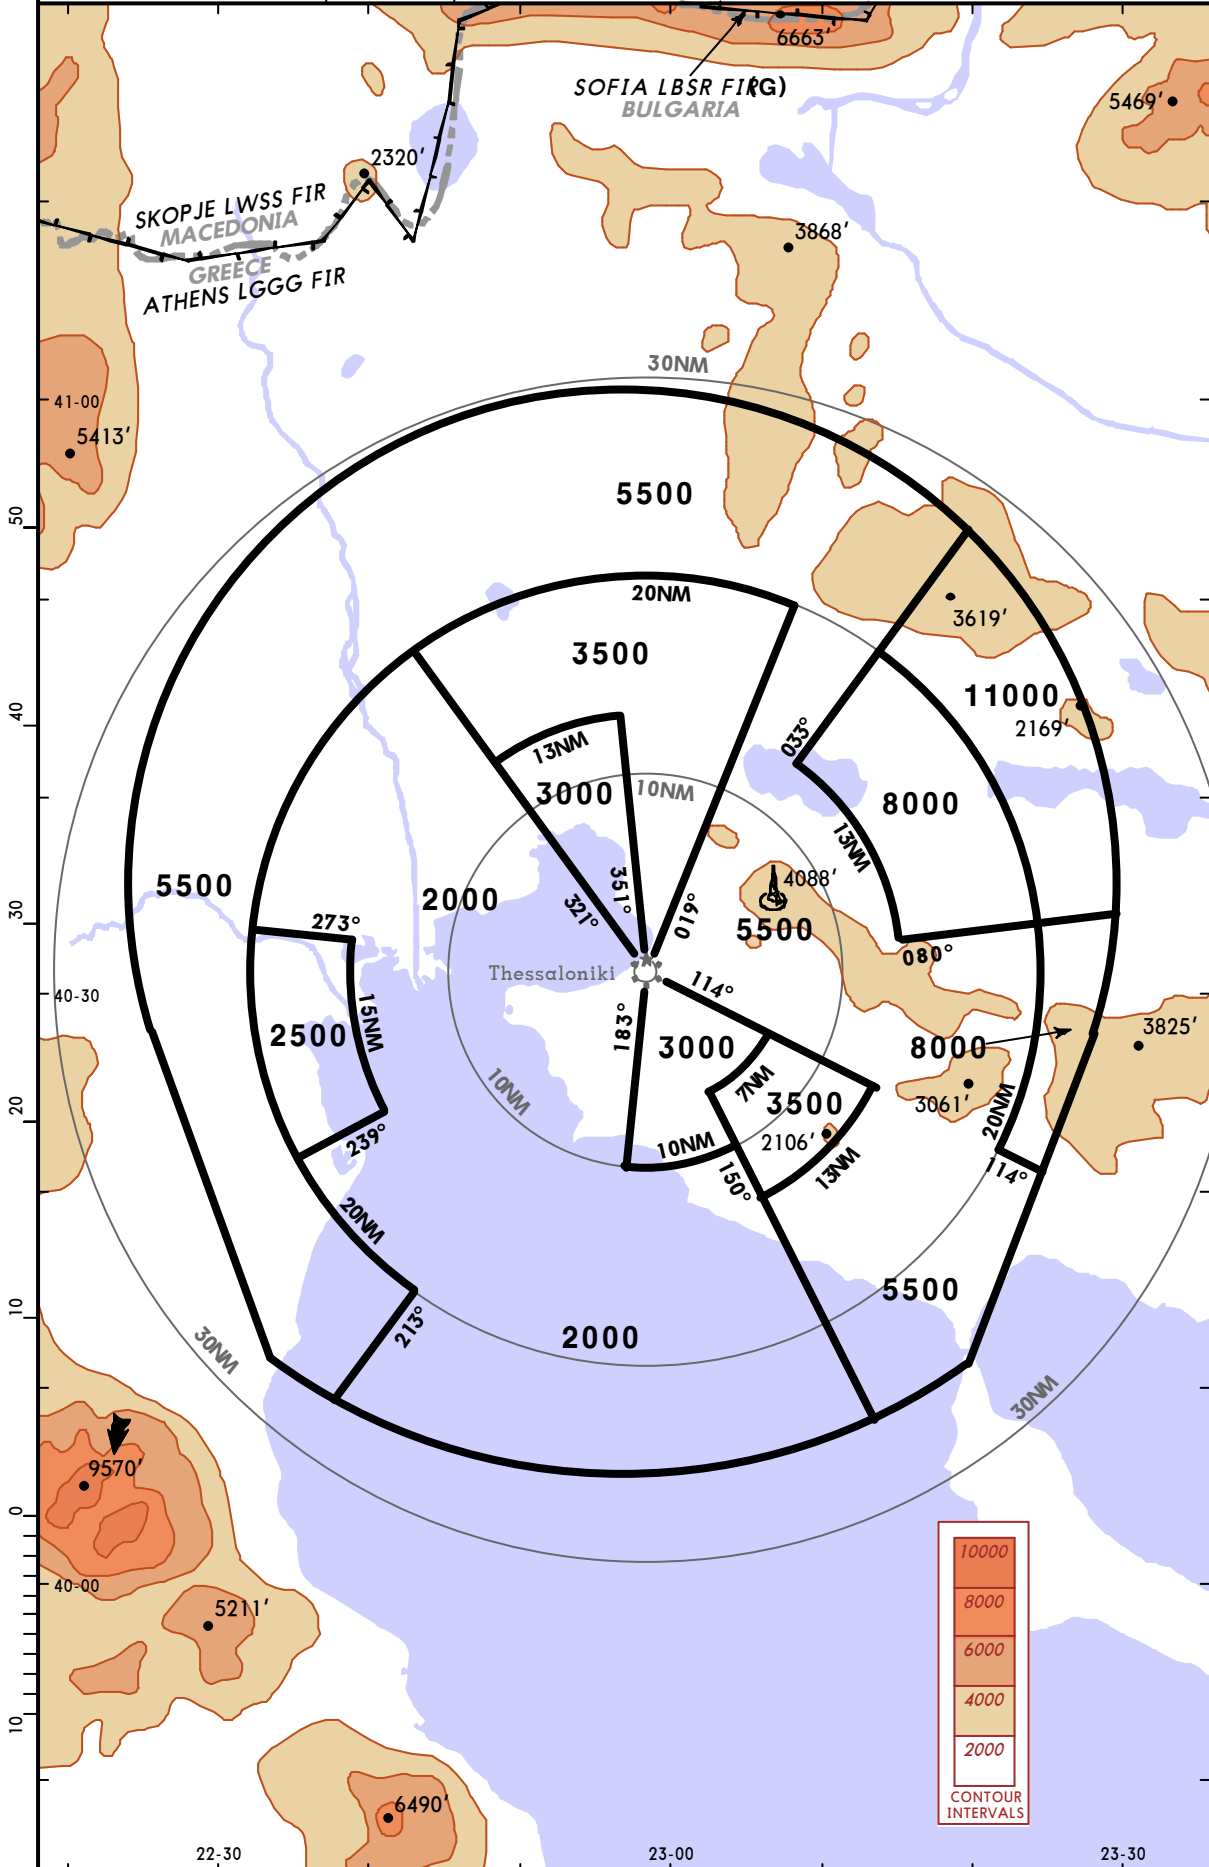 6663'
SOFIA LBSR FIR(G)
BULGARIA
5469'
2320'
SKOPJE LWSS FIR
MACEDONIA
GREECE
ATHENS LGGG FIR
3868'
30NM
41-00
5413'
5500
50
20NM
3619'
3500
11000
2169'
40
033°
13NM
3000
10NM
8000
13NM
4088'
5500
2000
351°
321°
019°
30
5500
273°
080°
Thessaloniki
114°
40-30
15NM
183°
2500
3000
8000
3825'
7NM
10NM
3500
3061'
20NM
20
239°
2106'
10NM
13NM
150°
114°
20NM
5500
10
213°
2000
30NM
30NM
9570'
0
40-00
5211'
10
6490'
10000
8000
6000
4000
2000
CONTOUR
INTERVALS
22-30
23-00
23-30